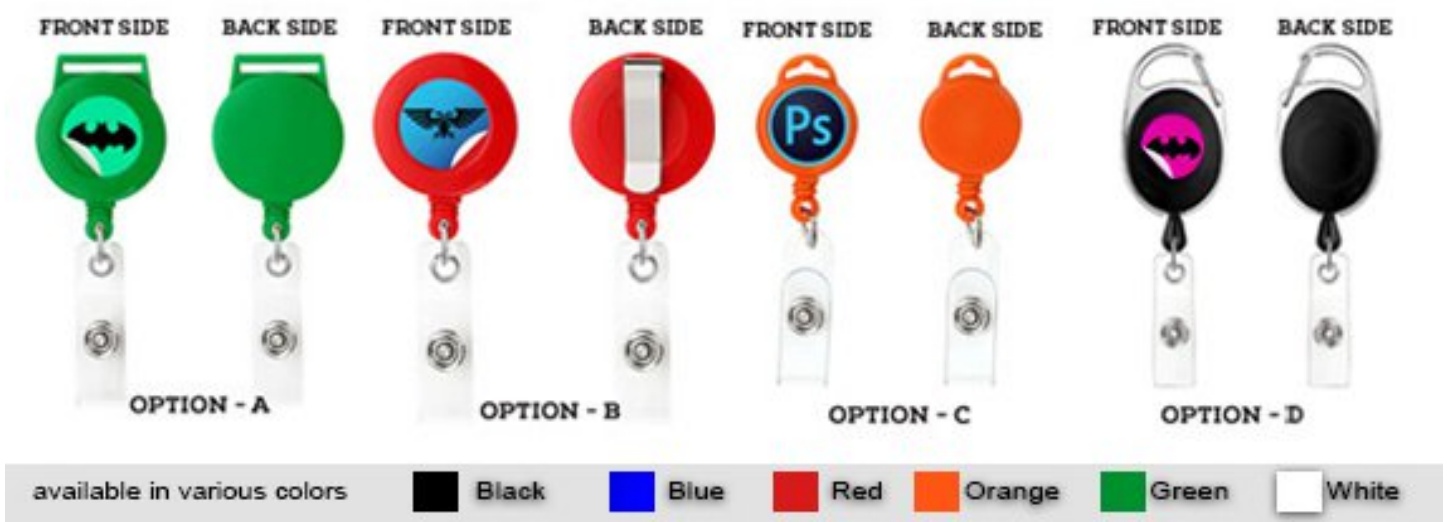 FRONT SIDE BACK SIDE FRONT SIDE BACK SIDE FRONT SIDE BACK SIDE FRONT SIDE BACK SIDE
Ps
OPTION - A OPTION - B OPTION - C OPTION - D
available in various colors Black Blue Red Orange Green White